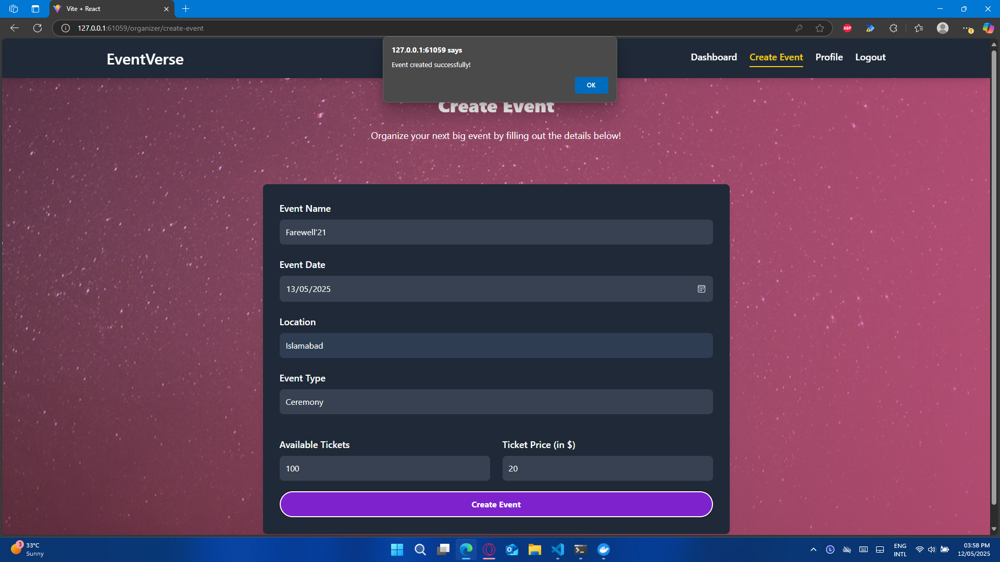 Vite + React
127.0.0.1:61059/organizer/create-event
ABP
EventVerse
127.0.0.1:61059 says
Event created successfully!
OK
Dashboard
Create Event
Profile
Logout
Create Event
Organize your next big event by filling out the details below!
Event Name
Farewell'21
Event Date
13/05/2025
Location
Islamabad
Event Type
Ceremony
Available Tickets
Ticket Price (in $)
100
20
Create Event
3
33°C
Sunny
L
ENG
INTL
03:58 PM
12/05/2025